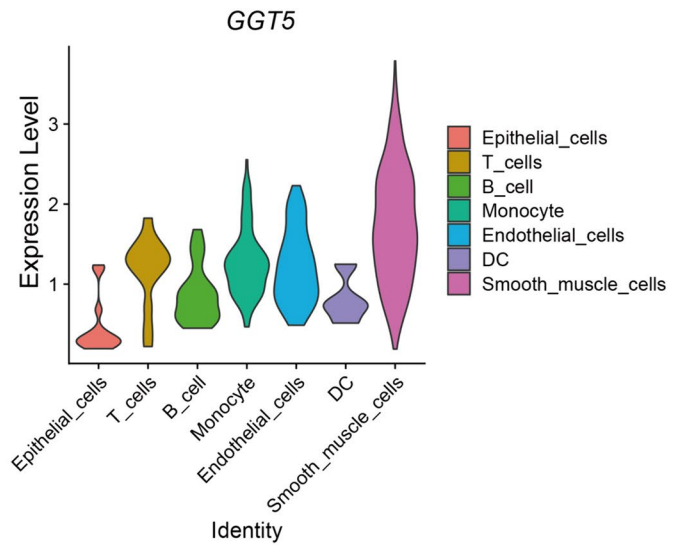 GGT5
Expression Level
3
2
1
Epithelial_cells
T_cells
B_cell
Monocyte
Endothelial_cells
DC
Smooth_muscle_cells
Identity
Epithelial_cells
T_cells
B_cell
Monocyte
Endothelial_cells
DC
Smooth_muscle_cells